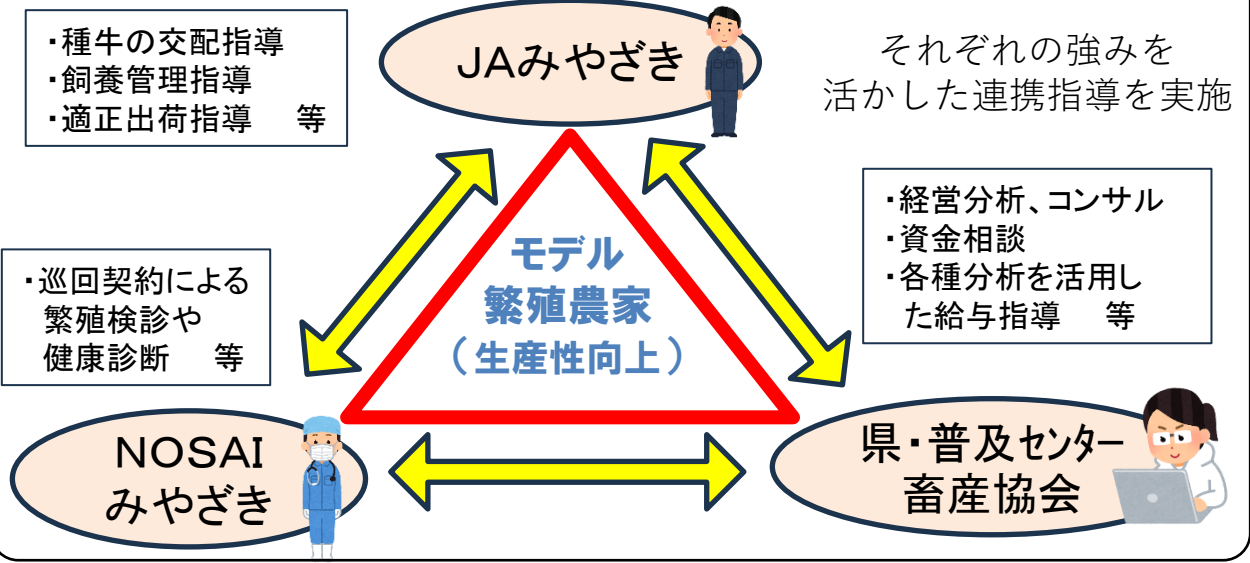 ・種牛の交配指導
・飼養管理指導
・適正出荷指導　等
JAみやざき
それぞれの強みを
活かした連携指導を実施
・経営分析、コンサル
・資金相談
・各種分析を活用し
た給与指導　等
・巡回契約による
繁殖検診や
健康診断　等
モデル
繁殖農家
（生産性向上）
NOSAI
みやざき
県・普及センター
畜産協会